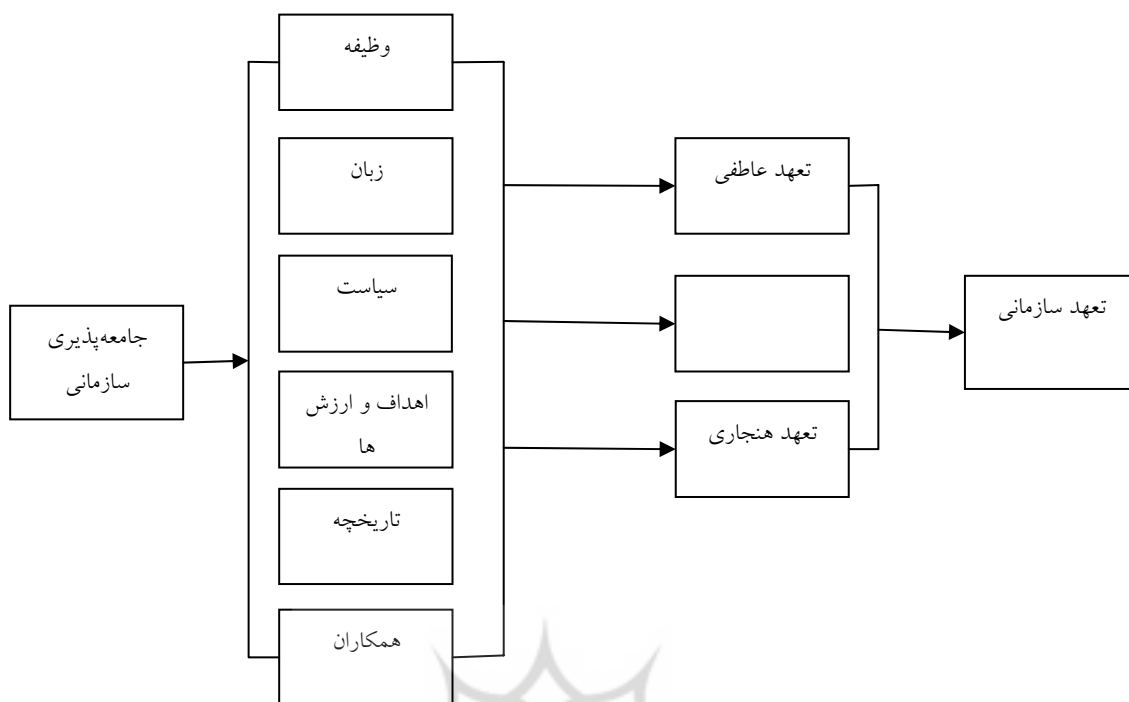 وظیفه
زبان
سیاست
اهداف و ارزش
ها
تاریخچه
همکاران
جامعه‌پذیری
سازمانی
تعهد عاطفی
تعهد هنجاری
تعهد سازمانی